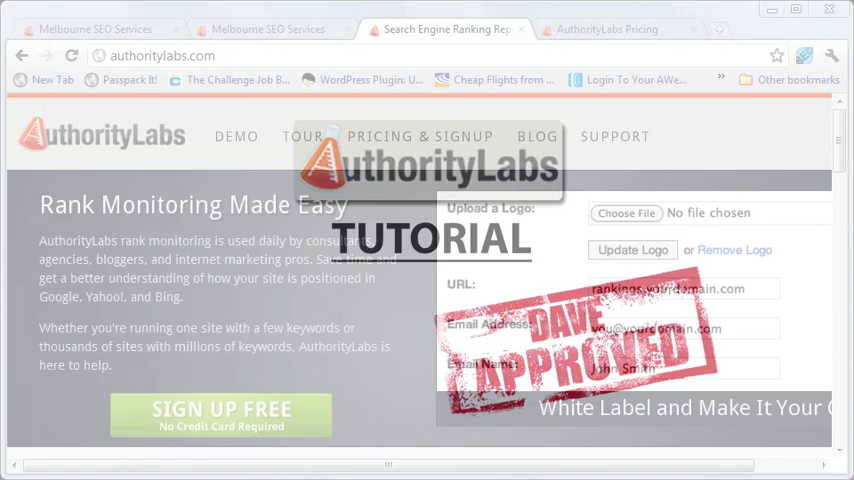 Melbourne SEO Services
Melbourne SEO Services
Search Engine Ranking Rep
AuthorityLabs Pricing
authoritylabs.com
New Tab
Passpack It!
The Challenge Job B...
WordPress Plugin: U...
Cheap Flights from ...
Login To Your AWe...
»
Other bookmarks
AuthorityLabs
DEMO
TOUR
PRICING & SIGNUP
BLOG
SUPPORT
AuthorityLabs
TUTORIAL
Rank Monitoring Made Easy
AuthorityLabs rank monitoring is used daily by consultants,
agencies, bloggers, and internet marketing pros. Save time and
get a better understanding of how your site is positioned in
Google, Yahoo!, and Bing.
Whether you're running one site with a few keywords or
thousands of sites with millions of keywords, AuthorityLabs is
here to help.
SIGN UP FREE
No Credit Card Required
Upload a Logo:
Choose File No file chosen
Update Logo or Remove Logo
URL:
rankings.yourdomain.com
Email Address:
you@yourdomain.com
Email Name:
John Smith
DAVE
APPROVED
White Label and Make It Your O